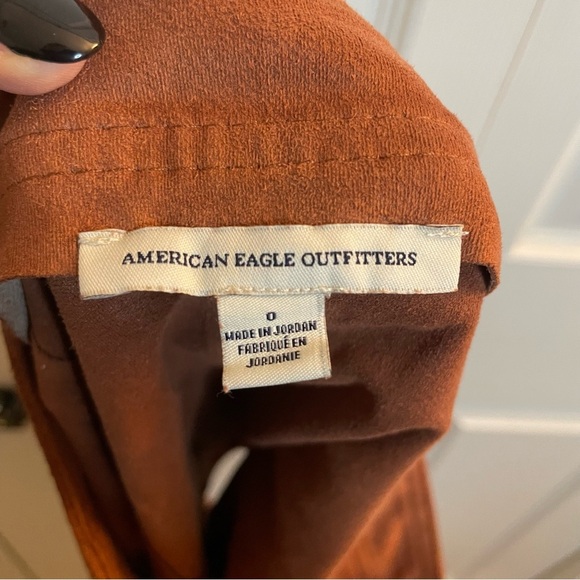 AMERICAN EAGLE OUTFITTERS
0
MADE IN JORDAN
FABRIQUÉ EN
JORDANIE